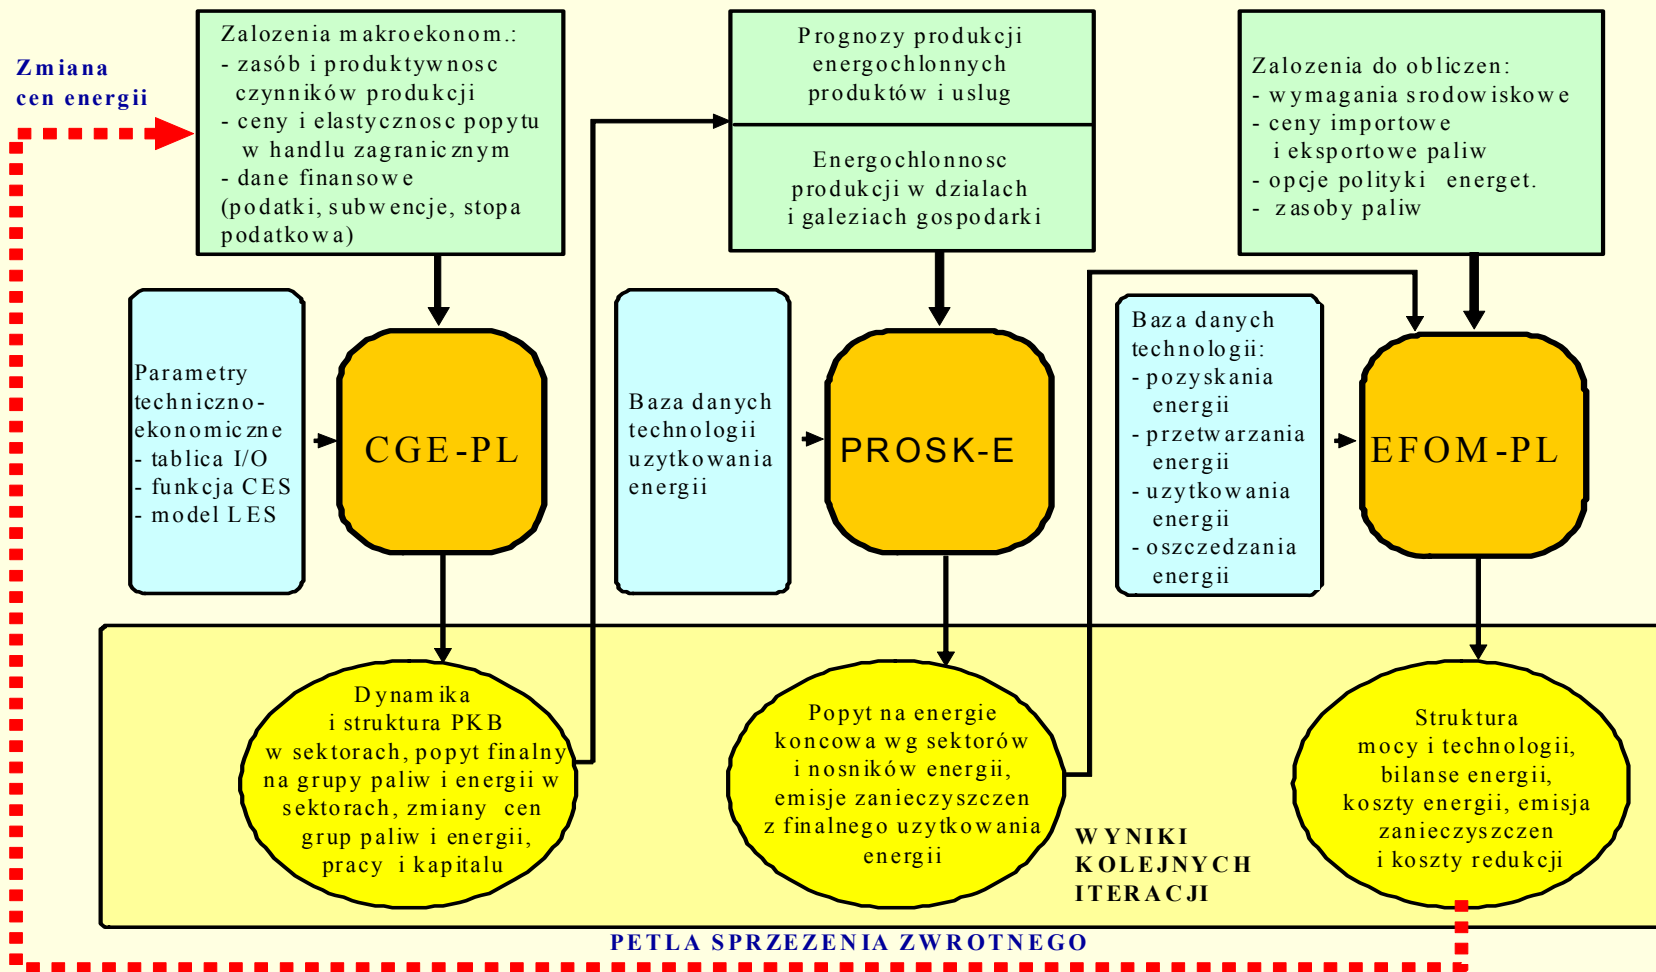 Zmiana
cen energii
Zalozenia makroekonom.:
- zasób i produktywnosc
czynników produkcji
- ceny i elastycznosc popytu
w handlu zagranicznym
- dane finansowe
(podatki, subwencje, stopa
podatkowa)
Prognozy produkcji
energochlonnych
produktów i uslug
Energochlonnosc
produkcji w dzialach
i galeziach gospodarki
Zalozenia do obliczen:
- wymagania srodowiskowe
- ceny importowe
i eksportowe paliw
- opcje polityki energet.
- zasoby paliw
Parametry
techniczno-
ekonomiczne
- tablica I/O
- funkcja CES
- model LES
CGE-PL
Baza danych
technologii
uzytkowania
energii
PROSK-E
Baza danych
technologii:
- pozyskania
energii
- przetwarzania
energii
- uzytkowania
energii
- oszczedzania
energii
EFOM-PL
Dynamika
i struktura PKB
w sektorach, popyt finalny
na grupy paliw i energii w
sektorach, zmiany cen
grup paliw i energii,
pracy i kapitalu
Popyt na energie
koncowa wg sektorów
i nosników energii,
emisje zanieczyszczen
z finalnego uzytkowania
energii
WYNIKI
KOLEJNYCH
ITERACJI
Struktura
mocy i technologii,
bilanse energii,
koszty energii, emisja
zanieczyszczen
i koszty redukcji
PETLA SPRZEZENIA ZWROTNEGO